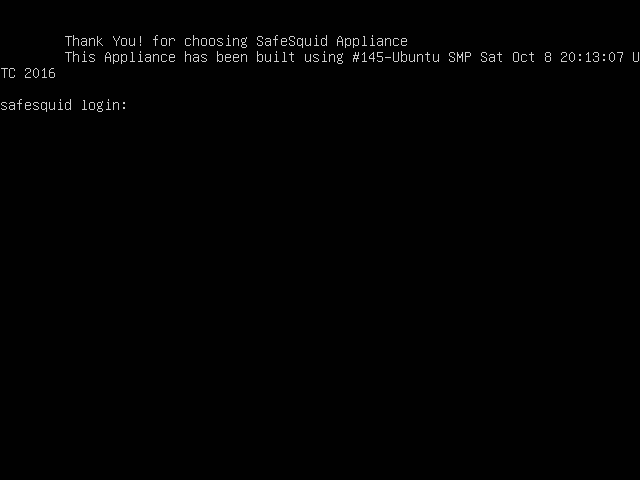 Thank You! for choosing SafeSquid Appliance
This Appliance has been built using #145-Ubuntu SMP Sat Oct 8 20:13:07 U
TC 2016
safesquid login: